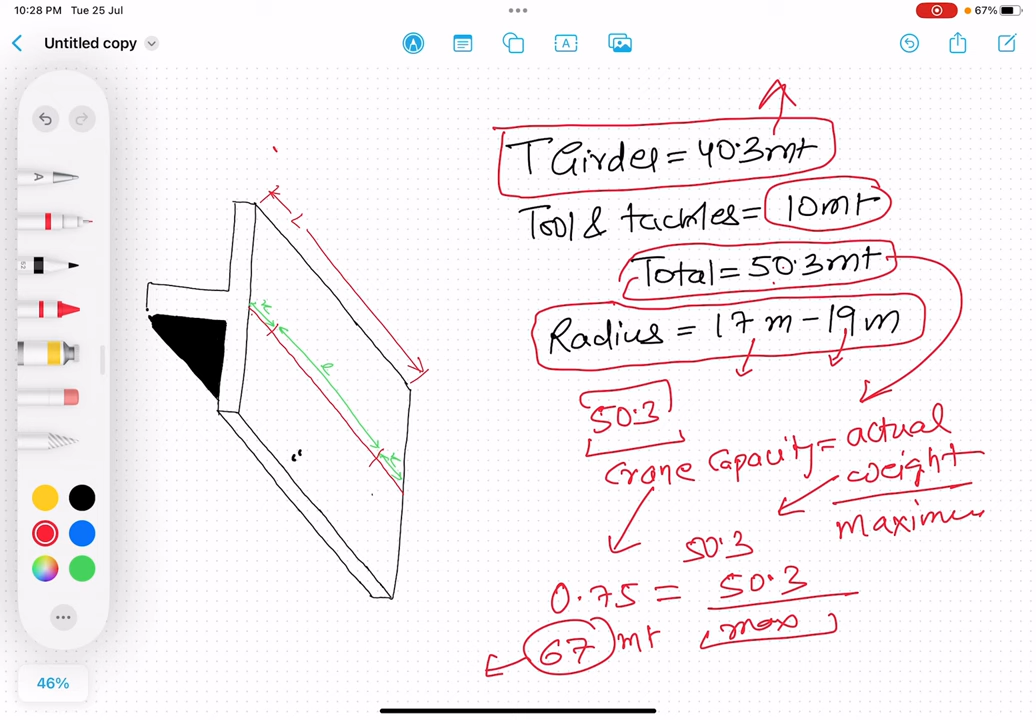 10:28 PM Tue 25 Jul
67%
Untitled copy
A
A
0.2
46%
L
x
l
x
T Girder = 40.3mt
Tool & tackles = 10mt
Total = 50.3mt
Radius = 17 m - 19 m
50.3
Crane Capacity = actual
weight
maximum
50.3
0.75 = 50.3
max
67 mt